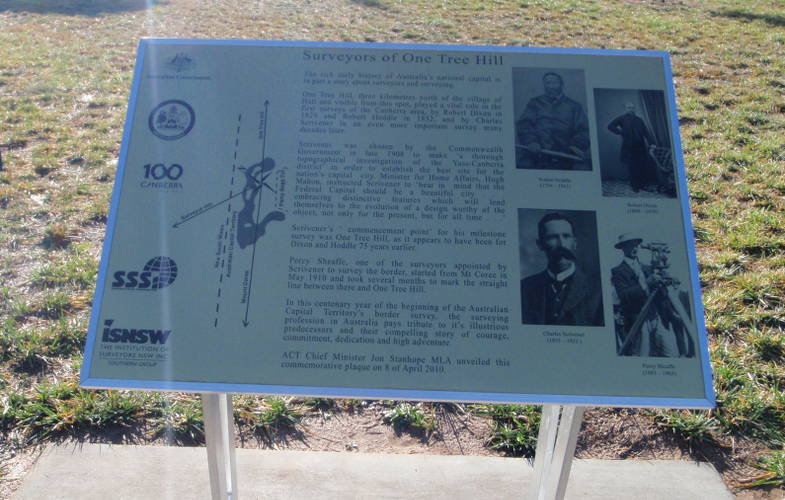 Surveyors of One Tree Hill
The rich early history of Australia's national capital is
in part a story about surveyors and surveying.
One Tree Hill, three kilometres north of the village of
Hall and visible from this spot, played a vital role in the
first surveys of the Canberra area, by Robert Dixon in
1829 and Robert Hoddle in 1832, and by Charles
Scrivener in an even more important survey many
decades later.
Scrivener was chosen by the Commonwealth
Government in late 1908 to make 'a thorough
topographical investigation of the Yass-Canberra
district' in order to establish the best site for the
nation's capital city. Minister for Home Affairs, Hugh
Mahon, instructed Scrivener to 'bear in mind that the
Federal Capital should be a beautiful city
embracing distinctive features which will lend
themselves to the evolution of a design worthy of the
object, not only for the present, but for all time . . .'
Scrivener's ' commencement point' for his milestone
survey was One Tree Hill, as it appears to have been for
Dixon and Hoddle 75 years earlier.
Percy Sheaffe, one of the surveyors appointed by
Scrivener to survey the border, started from Mt Coree in
May 1910 and took several months to mark the straight
line between there and One Tree Hill.
In this centenary year of the beginning of the Australian
Capital Territory's border survey, the surveying
profession in Australia pays tribute to it's illustrious
predecessors and their compelling story of courage,
commitment, dedication and high adventure.
ACT Chief Minister Jon Stanhope MLA unveiled this
commemorative plaque on 8 of April 2010.
Australian Government
100
CANBERRA
SSSI
iSNSW
THE INSTITUTION OF
SURVEYORS NSW INC
SOUTHERN GROUP
New South Wales
Australian Capital Territory
Mount Coree
One Tree Hill
Robert Hoddle
Robert Dixon
Charles Scrivener
Percy Sheaffe